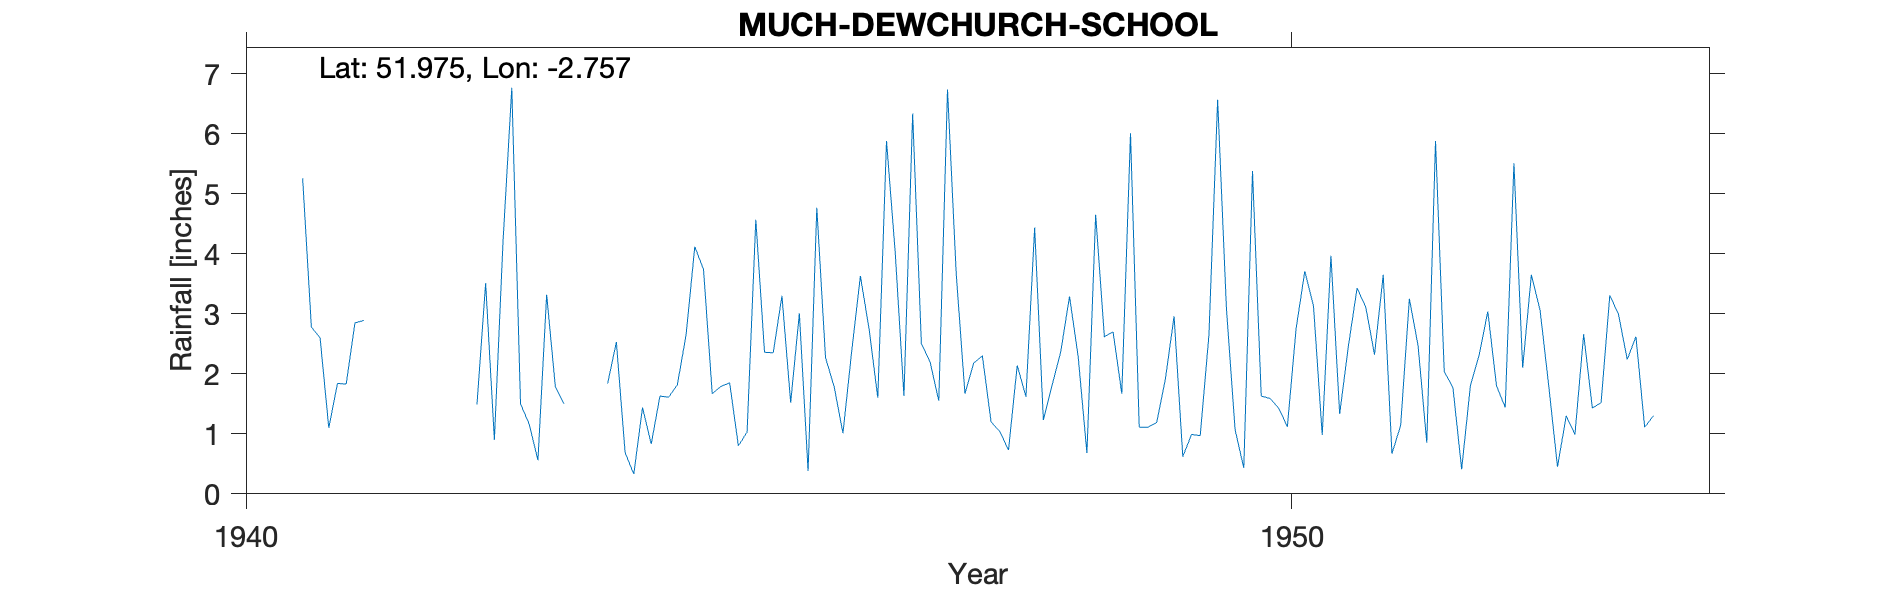 MUCH-DEWCHURCH-SCHOOL
Lat: 51.975, Lon: -2.757
Rainfall [inches]
7
6
5
4
3
2
1
0
1940
1950
Year